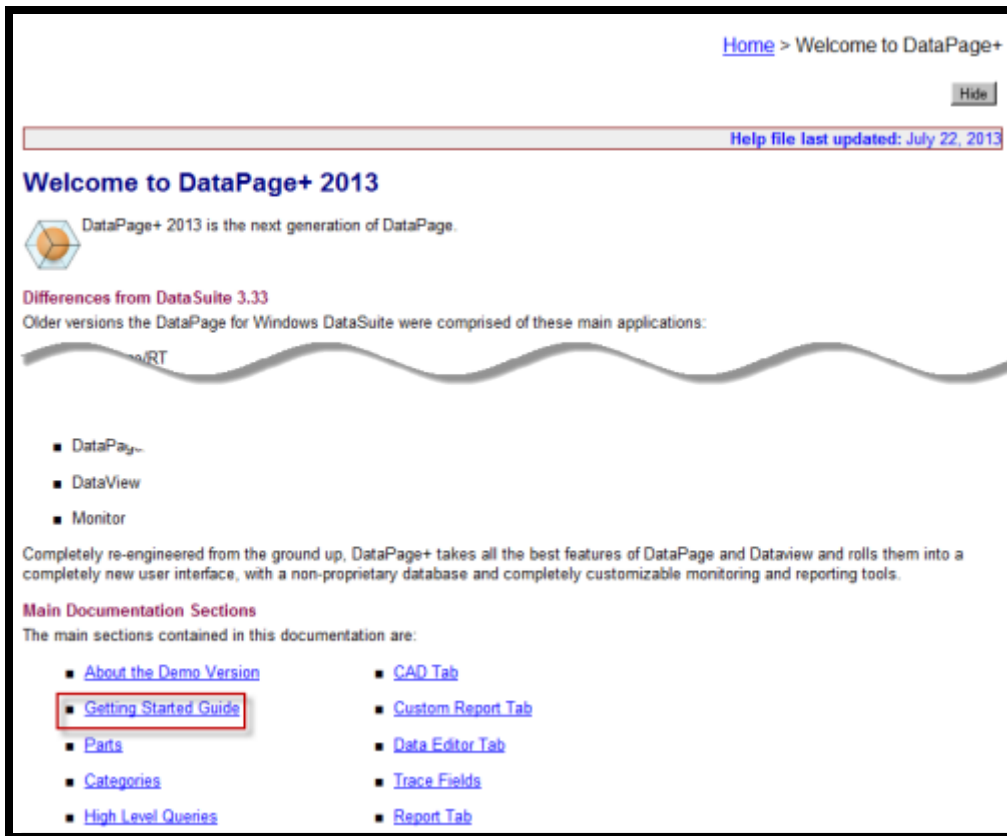 Home > Welcome to DataPage+
Hide
Help file last updated: July 22, 2013
Welcome to DataPage+ 2013
DataPage+ 2013 is the next generation of DataPage.
Differences from DataSuite 3.33
Older versions the DataPage for Windows DataSuite were comprised of these main applications:
/RT
DataPage
DataView
Monitor
Completely re-engineered from the ground up, DataPage+ takes all the best features of DataPage and Dataview and rolls them into a
completely new user interface, with a non-proprietary database and completely customizable monitoring and reporting tools.
Main Documentation Sections
The main sections contained in this documentation are:
About the Demo Version
Getting Started Guide
Parts
Categories
High Level Queries
CAD Tab
Custom Report Tab
Data Editor Tab
Trace Fields
Report Tab